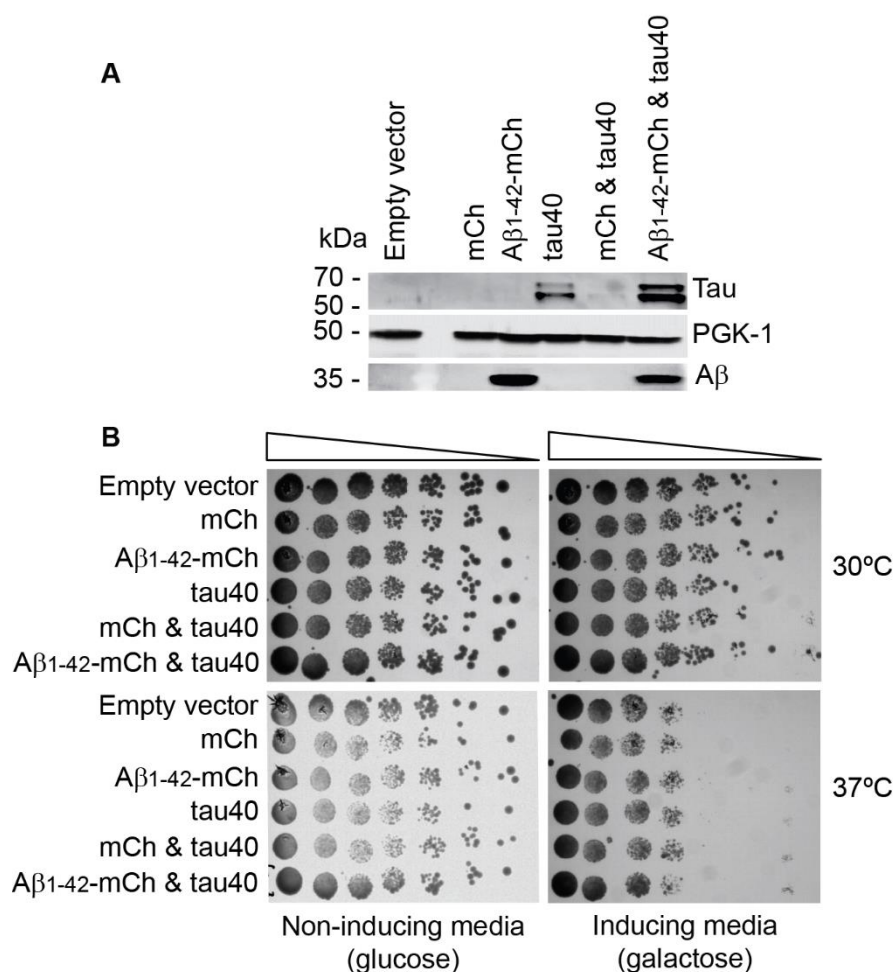 A
Empty vector
mCh
Aβ1-42-mCh
tau40
mCh & tau40
Aβ1-42-mCh & tau40
kDa
70 -
50 -
Tau
50 -
PGK-1
35 -
Aβ
B
Empty vector
mCh
Aβ1-42-mCh
tau40
mCh & tau40
Aβ1-42-mCh & tau40
30ºC
Empty vector
mCh
Aβ1-42-mCh
tau40
mCh & tau40
Aβ1-42-mCh & tau40
37ºC
Non-inducing media
(glucose)
Inducing media
(galactose)